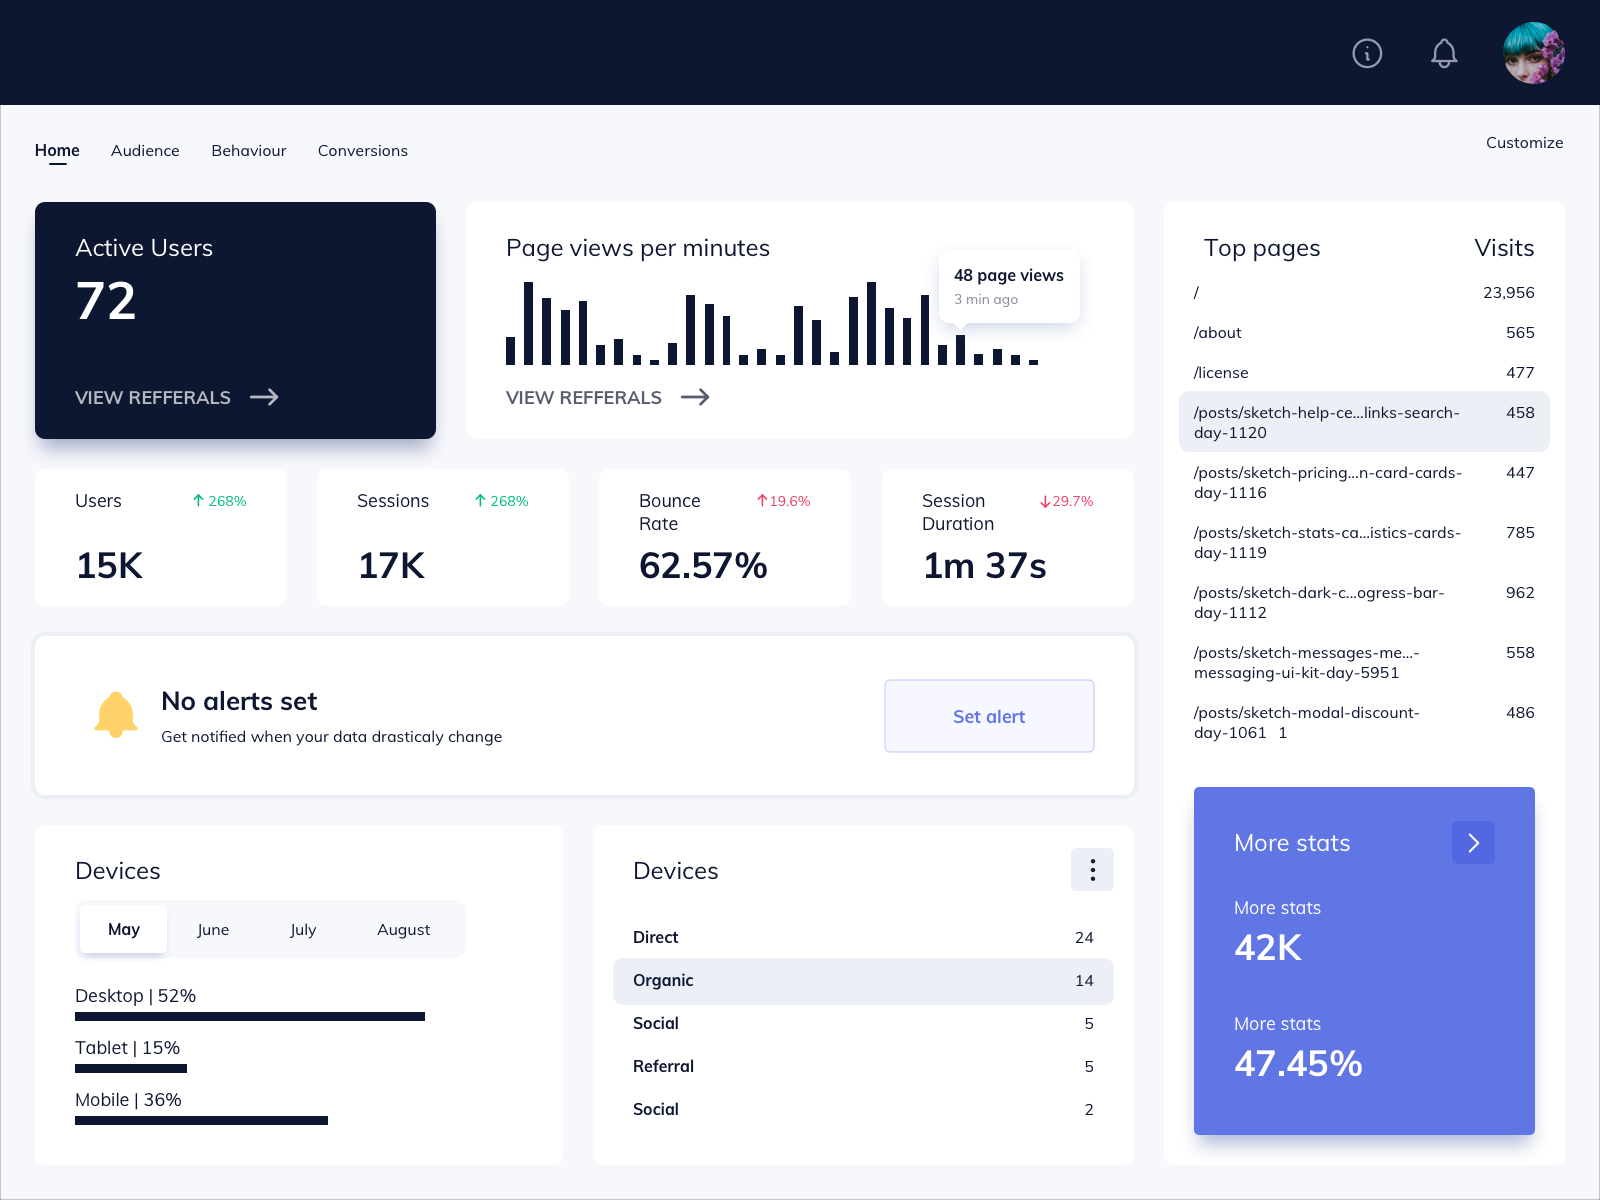 Home
Audience
Behaviour
Conversions
Customize
Active Users
72
VIEW REFFERALS
Page views per minutes
48 page views
3 min ago
VIEW REFFERALS
Users
268%
15K
Sessions
268%
17K
Bounce
Rate
19.6%
62.57%
Session
Duration
29.7%
1m 37s
No alerts set
Get notified when your data drasticaly change
Set alert
Devices
May
June
July
August
Desktop | 52%
Tablet | 15%
Mobile | 36%
Devices
Direct 24
Organic 14
Social 5
Referral 5
Social 2
Top pages Visits
/ 23,956
/about 565
/license 477
/posts/sketch-help-ce...links-search- 458
day-1120
/posts/sketch-pricing...n-card-cards- 447
day-1116
/posts/sketch-stats-ca...istics-cards- 785
day-1119
/posts/sketch-dark-c...ogress-bar- 962
day-1112
/posts/sketch-messages-me...- 558
messaging-ui-kit-day-5951
/posts/sketch-modal-discount- 486
day-1061 1
More stats
More stats
42K
More stats
47.45%